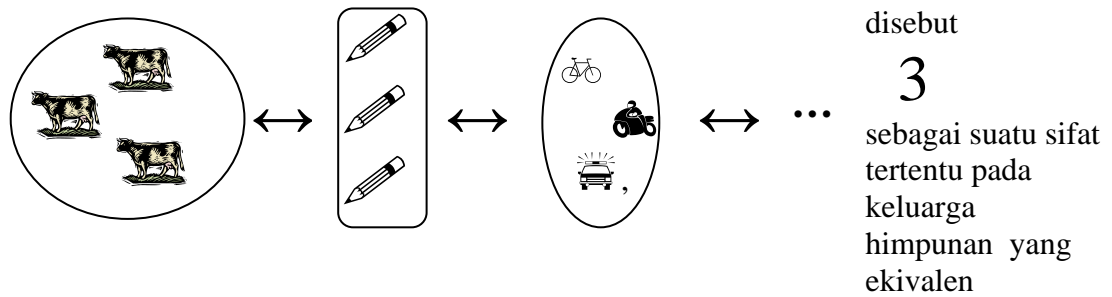 disebut
3
sebagai suatu sifat
tertentu pada
keluarga
himpunan yang
ekivalen
...
,